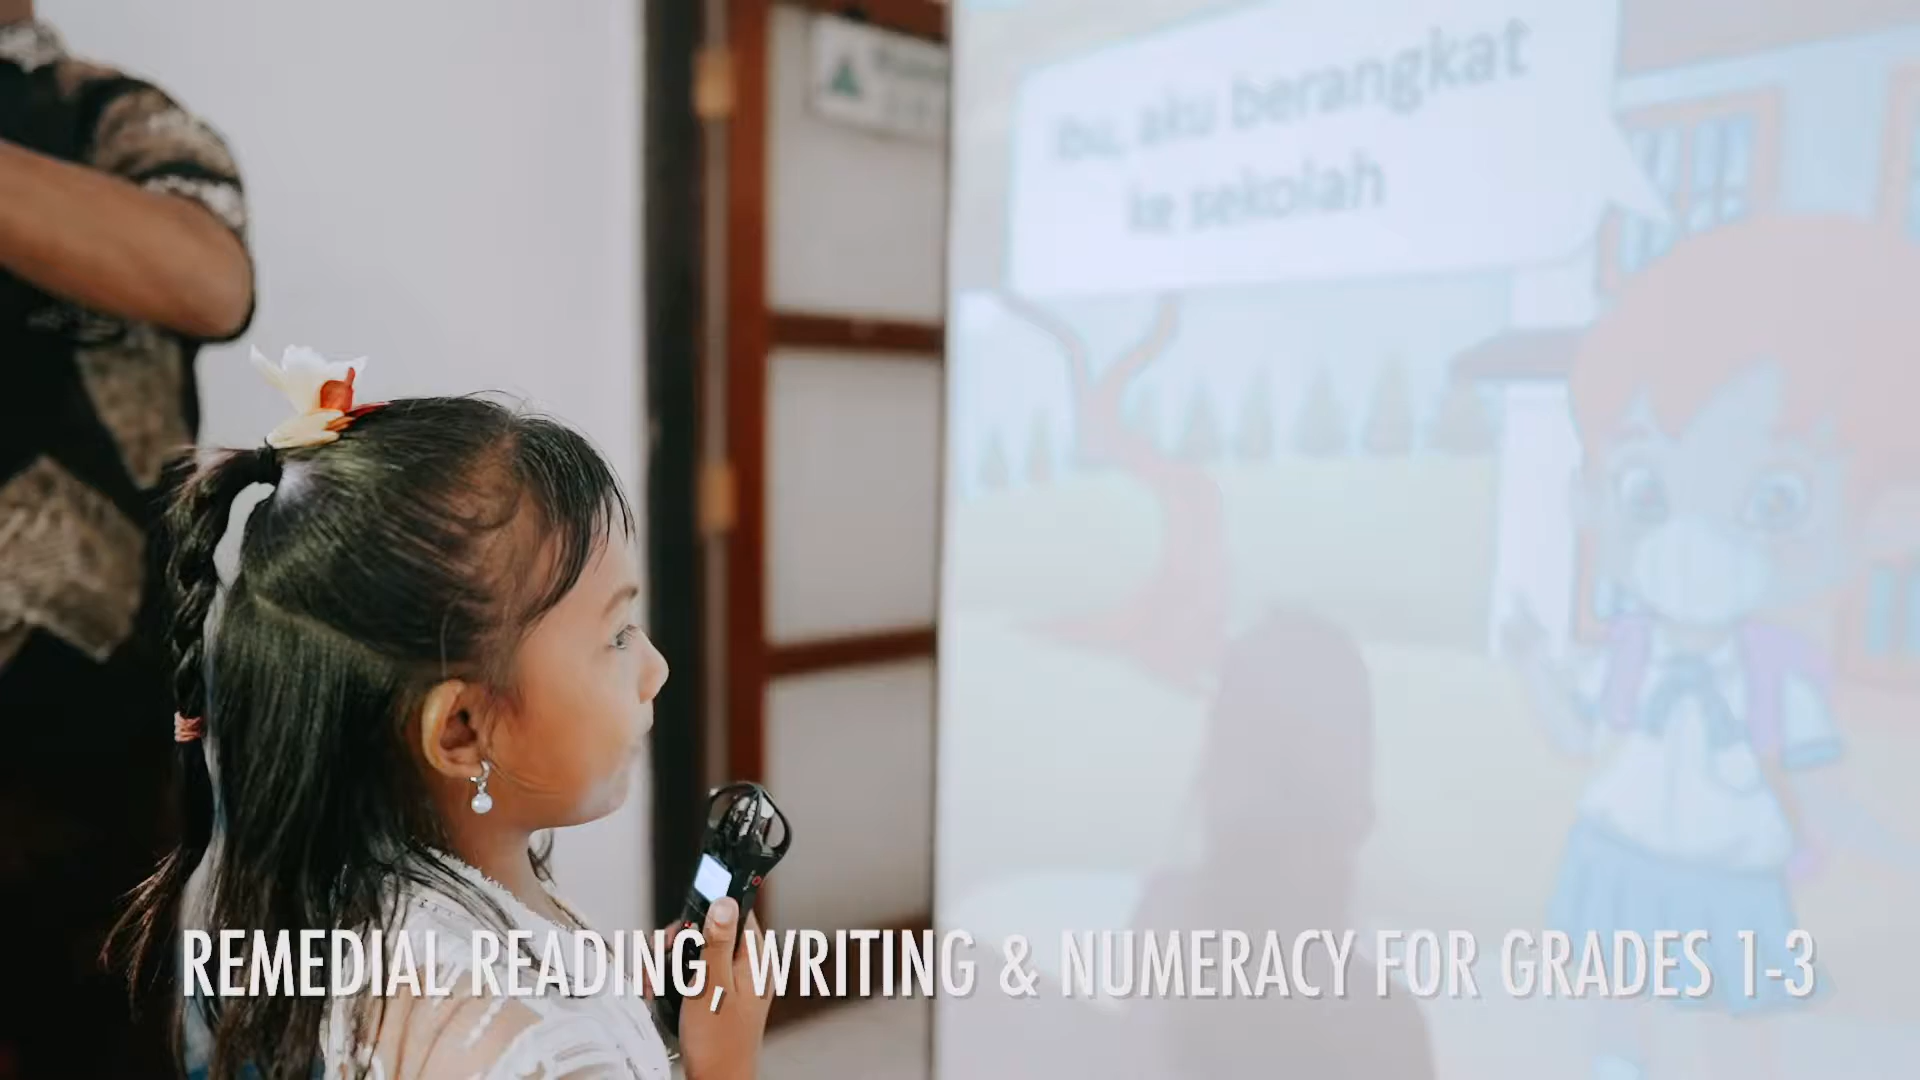 Ibu, aku berangkat
ke sekolah
REMEDIAL READING, WRITING & NUMERACY FOR GRADES 1-3